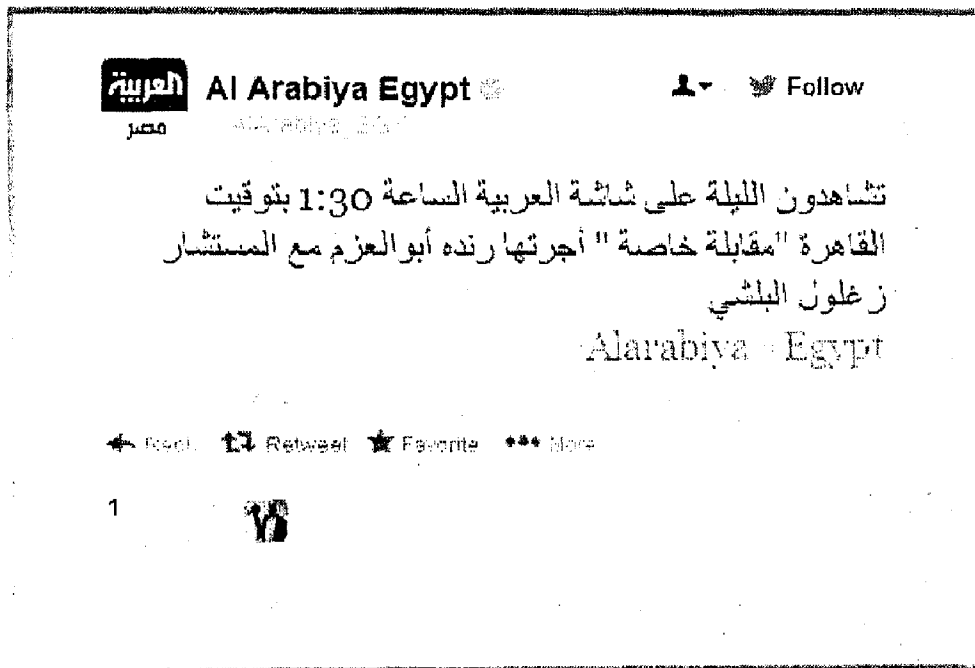 العربية
مصر
Al Arabiya Egypt
Follow
تشاهدون الليلة على شاشة العربية الساعة 1:30 بتوقيت
القاهرة "مقابلة خاصة " أجرتها رنده أبوالعزم مع المستشار
زغلول البلشي
Alarabiya Egypt
Retweet Favorite More
1